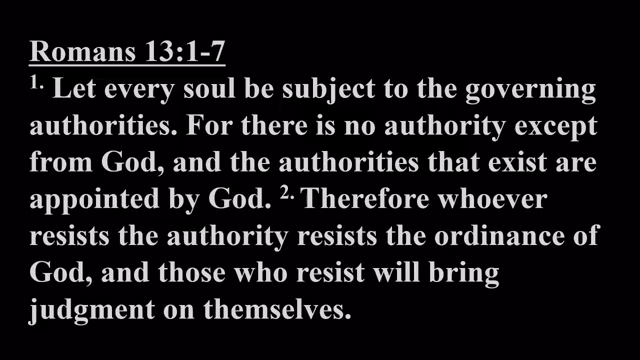 Romans 13:1-7
1. Let every soul be subject to the governing
authorities. For there is no authority except
from God, and the authorities that exist are
appointed by God. 2. Therefore whoever
resists the authority resists the ordinance of
God, and those who resist will bring
judgment on themselves.